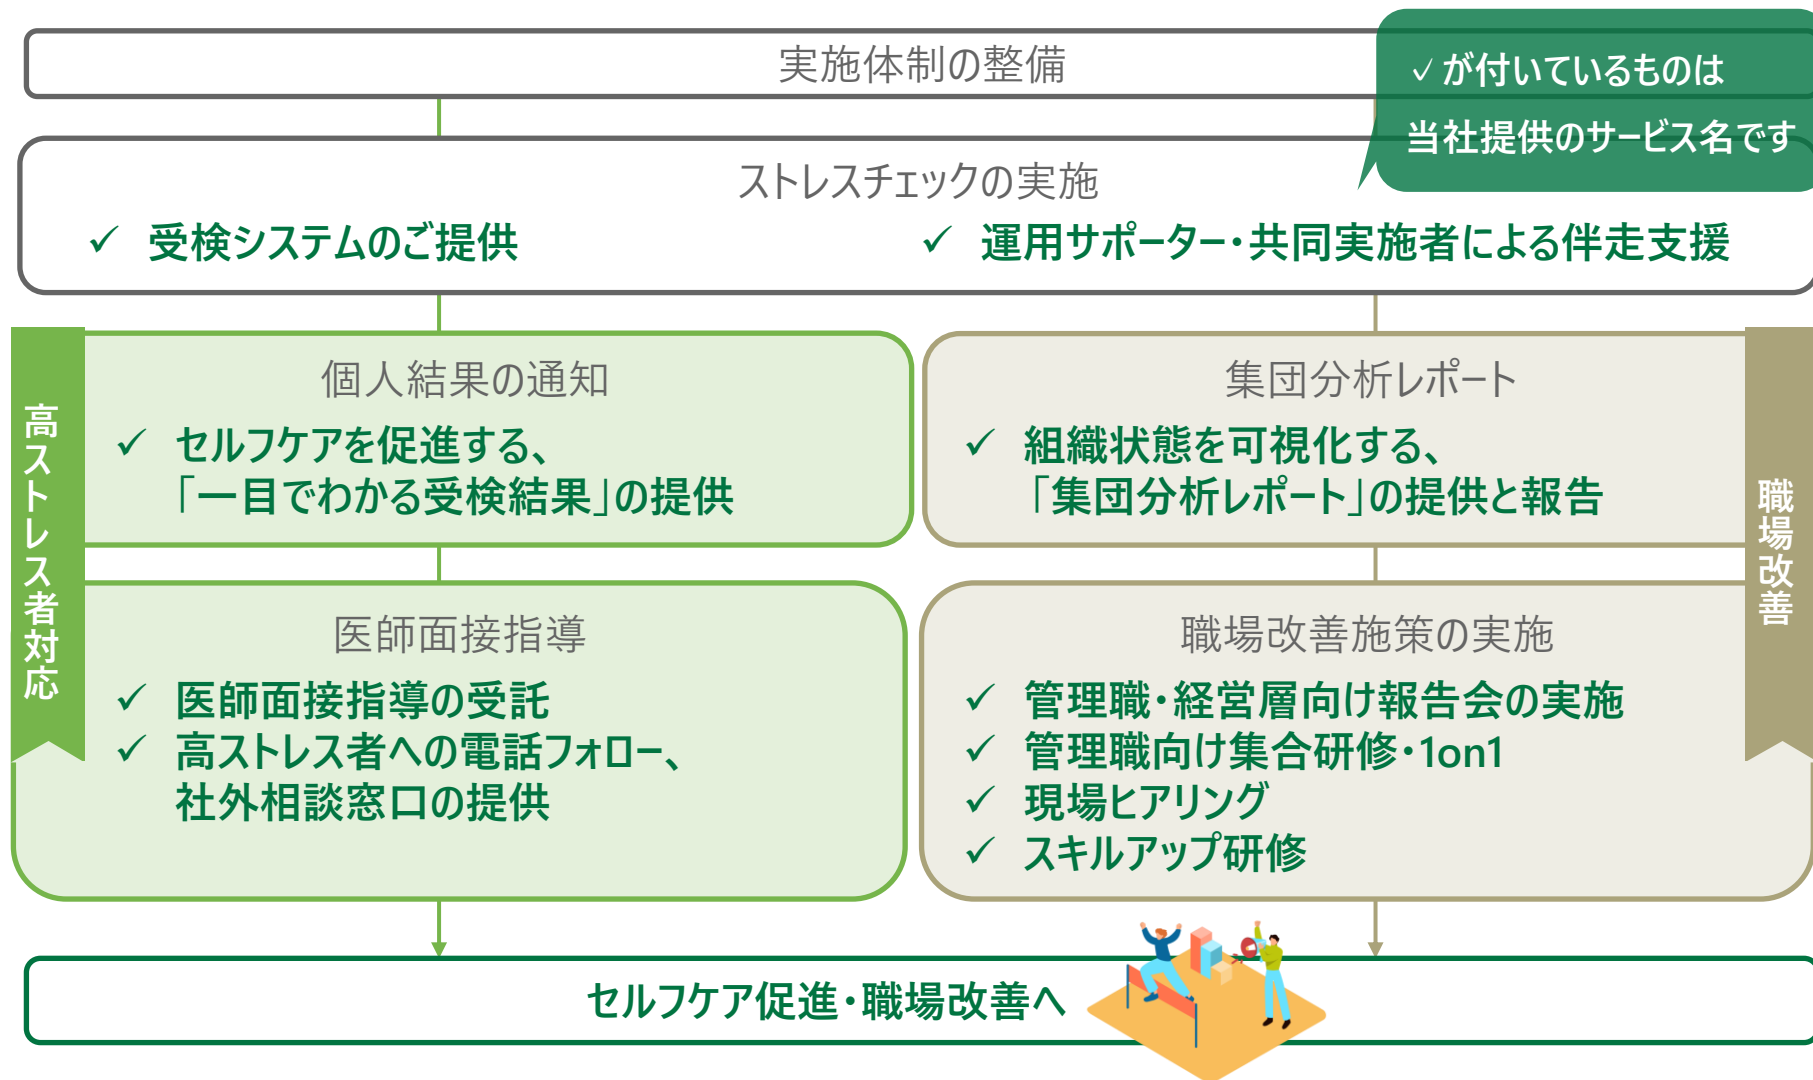 実施体制の整備
✓が付いているものは
当社提供のサービス名です
ストレスチェックの実施
✓ 受検システムのご提供
✓ 運用サポーター・共同実施者による伴走支援
高ストレス者対応
個人結果の通知
✓ セルフケアを促進する、
「一目でわかる受検結果」の提供
医師面接指導
✓ 医師面接指導の受託
✓ 高ストレス者への電話フォロー、
社外相談窓口の提供
職場改善
集団分析レポート
✓ 組織状態を可視化する、
「集団分析レポート」の提供と報告
職場改善施策の実施
✓ 管理職・経営層向け報告会の実施
✓ 管理職向け集合研修・1on1
✓ 現場ヒアリング
✓ スキルアップ研修
セルフケア促進・職場改善へ